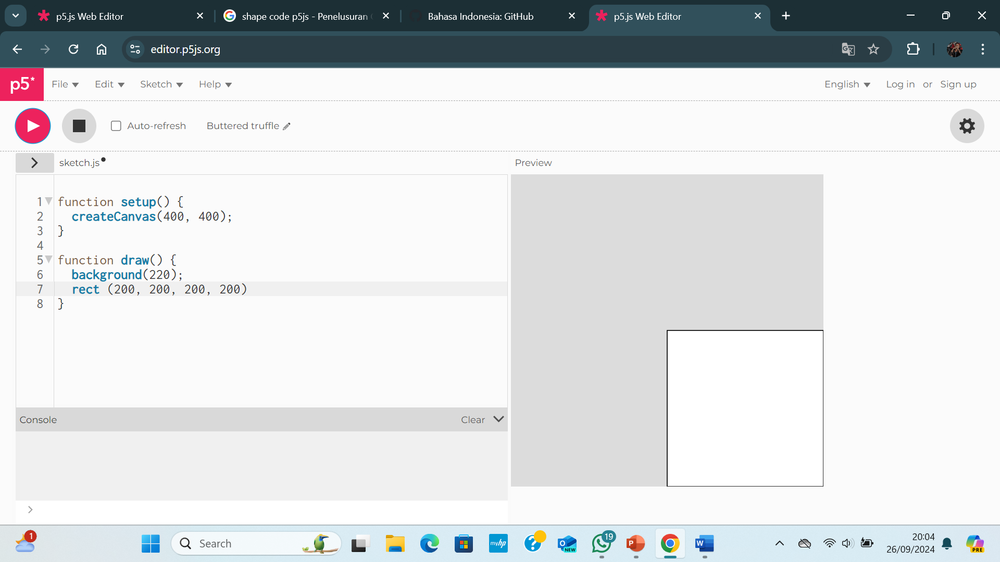 p5.js Web Editor
shape code p5js - Penelusuran
Bahasa Indonesia: GitHub
p5.js Web Editor
editor.p5js.org
p5*
File
Edit
Sketch
Help
English
Log in or Sign up
Auto-refresh
Buttered truffle
sketch.js
Preview
1 function setup() {
2 createCanvas(400, 400);
3 }
4
5 function draw() {
6 background(220);
7 rect (200, 200, 200, 200)
8 }
Console
Clear
>
1
Search
myhp
?
O
NEW
19
P
W
20:04
26/09/2024
PRE